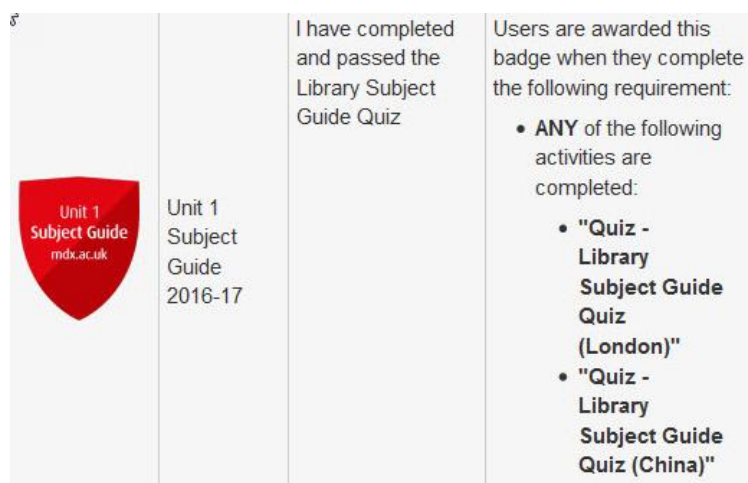 Unit 1
Subject Guide
mdx.ac.uk
Unit 1
Subject
Guide
2016-17
I have completed
and passed the
Library Subject
Guide Quiz
Users are awarded this
badge when they complete
the following requirement:
• ANY of the following
activities are
completed:
• "Quiz -
Library
Subject Guide
Quiz
(London)"
• "Quiz -
Library
Subject Guide
Quiz (China)"